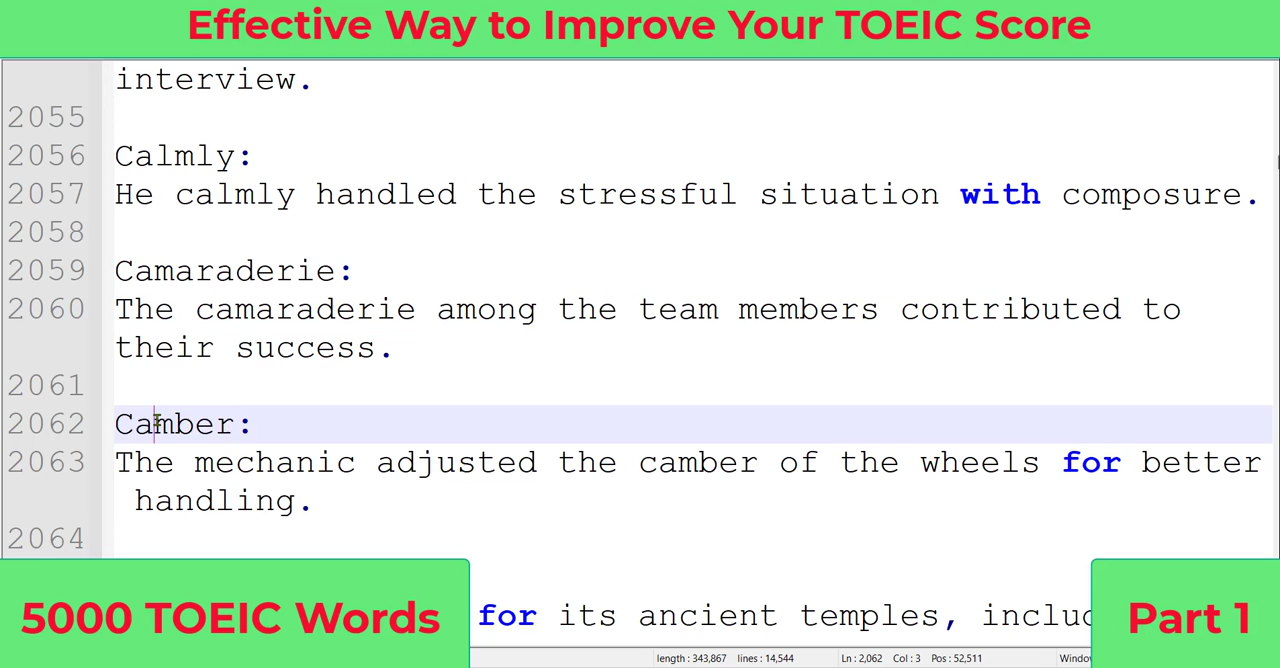 Effective Way to Improve Your TOEIC Score
interview.
2055
2056 Calmly:
2057 He calmly handled the stressful situation with composure.
2058
2059 Camaraderie:
2060 The camaraderie among the team members contributed to
their success.
2061
2062 Camber:
2063 The mechanic adjusted the camber of the wheels for better
handling.
2064
for its ancient temples,
5000 TOEIC Words
Part 1
length : 343,867 lines : 14,544 Ln : 2,062 Col : 3 Pos : 52,511